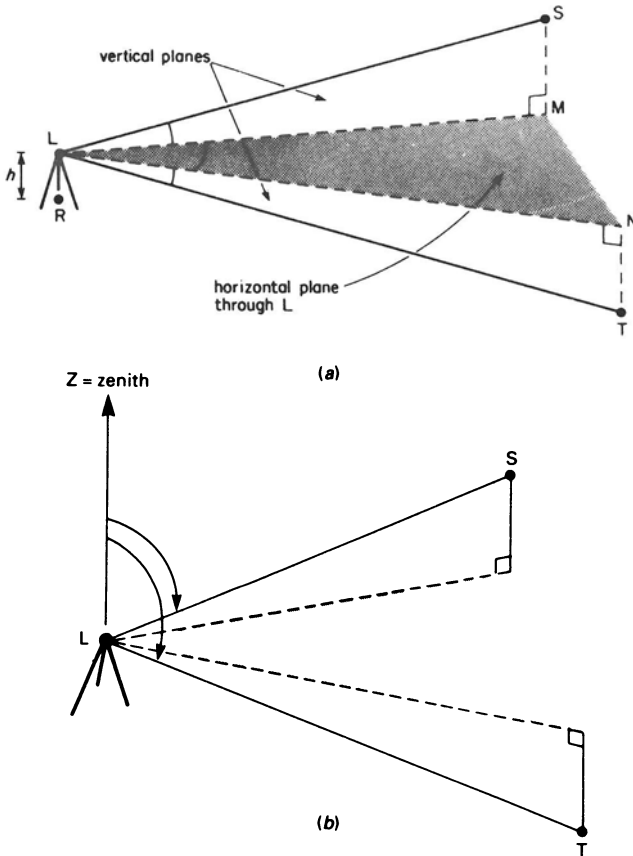 S
vertical planes
M
L
h
R
N
horizontal plane
through L
T
(a)
Z = zenith
S
L
(b)
T